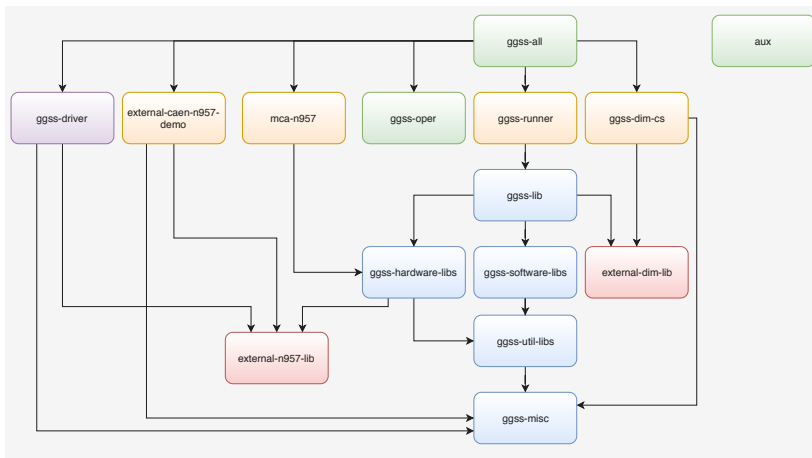 ggss-all
aux
ggss-driver
external-caen-n957-
demo
mca-n957
ggss-oper
ggss-runner
ggss-dim-cs
ggss-lib
ggss-hardware-libs
ggss-software-libs
external-dim-lib
ggss-util-libs
external-n957-lib
ggss-misc